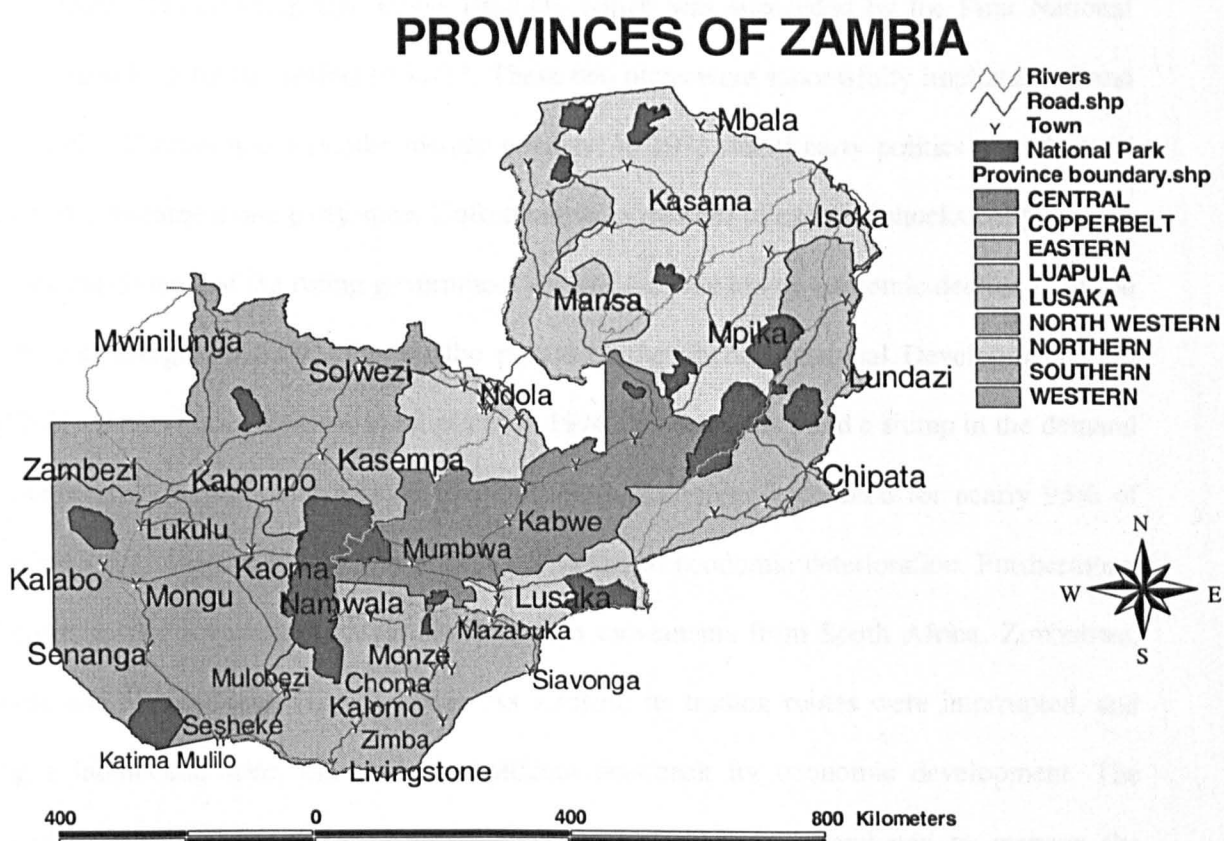 PROVINCES OF ZAMBIA
Rivers
Road.shp
Town
National Park
Province boundary.shp
CENTRAL
COPPERBELT
EASTERN
LUAPULA
LUSAKA
NORTH WESTERN
NORTHERN
SOUTHERN
WESTERN
Mbala
Kasama
Isoka
Mansa
Mwinilunga
Mpika
Solwezi
Ndola
Lundazi
Zambezi
Kabompo
Kasempa
Chipata
Lukulu
Kabwe
Mumbwa
Kalabo
Kaoma
Mongu
Namwala
Lusaka
Mazabuka
Senanga
Monze
Mulobezi
Choma
Siavonga
Kalomo
Sesheke
Zimba
Katima Mulilo
Livingstone
N
W
E
S
400 0 400 800 Kilometers